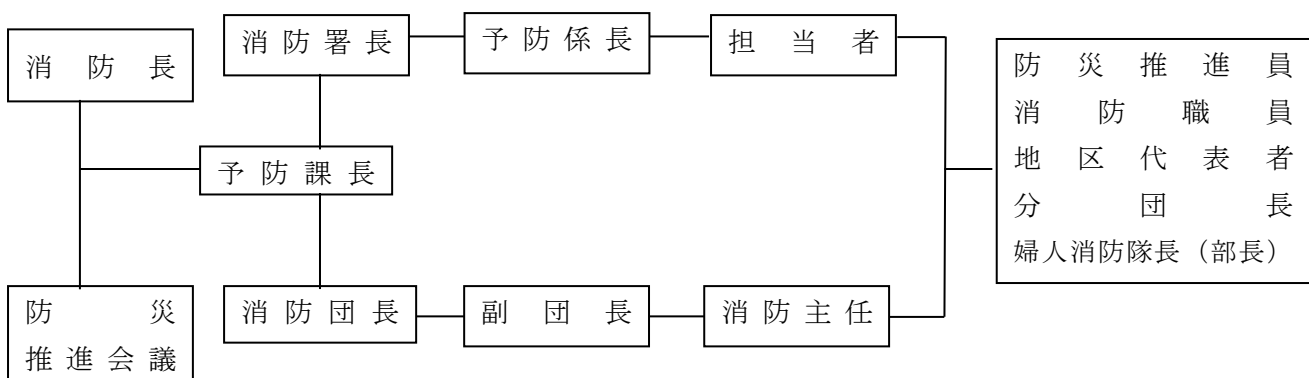 消防長
消防署長
予防係長
担当者
予防課長
防災
推進会議
消防団長
副団長
消防主任
防災推進員
消防職員
地区代表者
分団長
婦人消防隊長（部長）